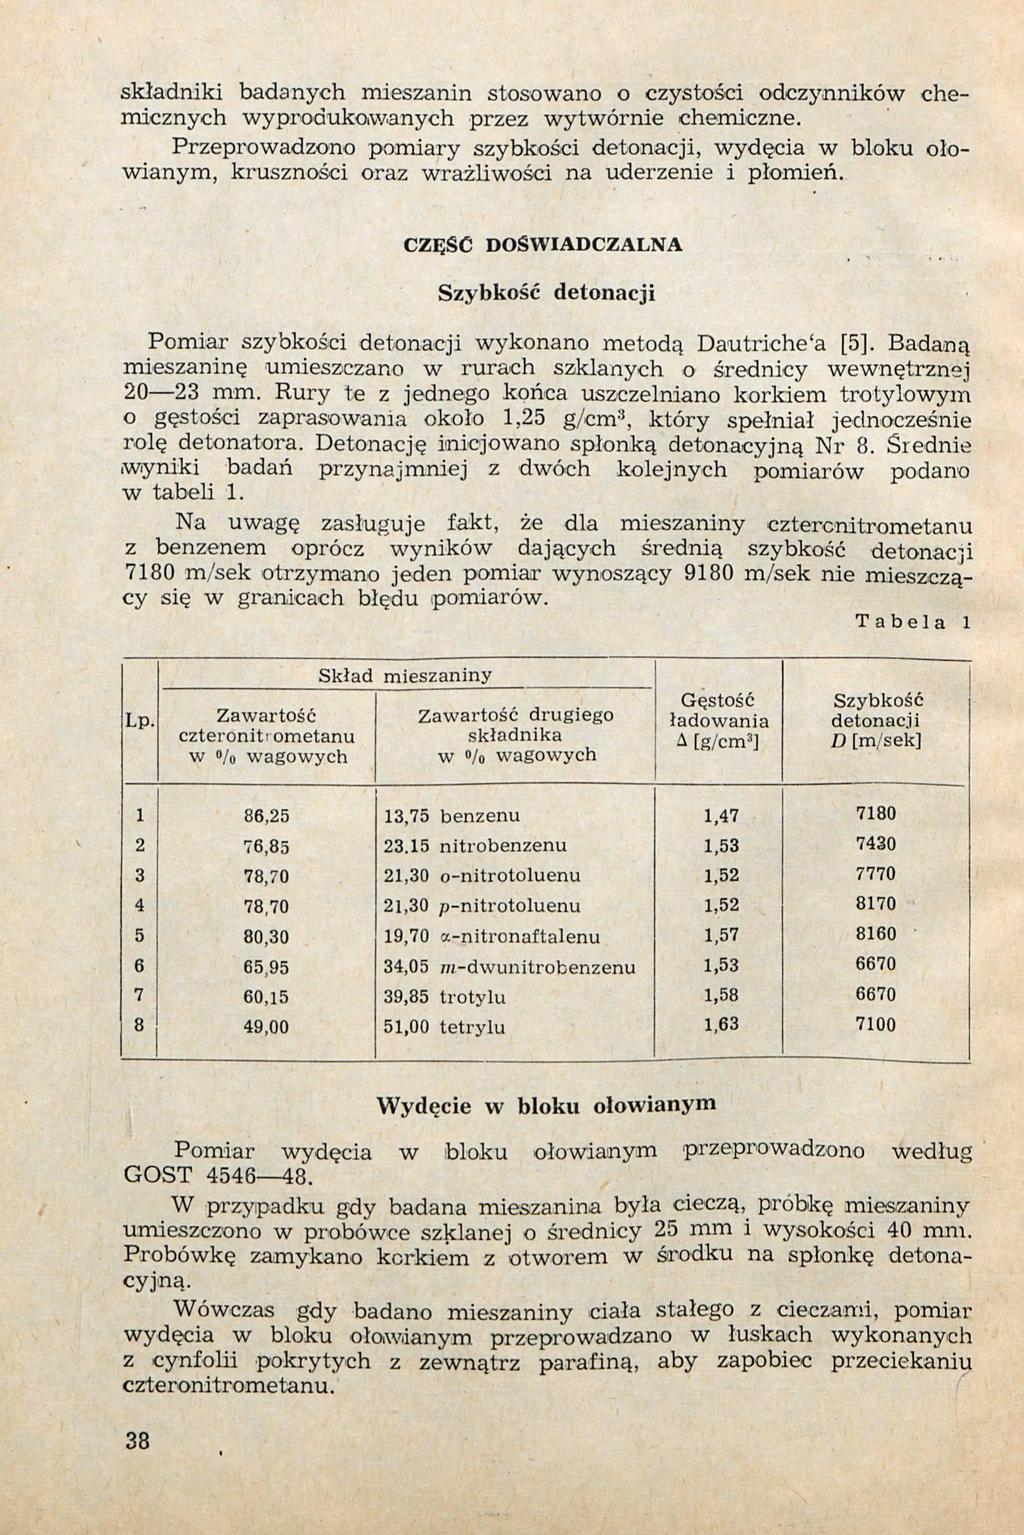 składniki badanych mieszanin stosowano o czystości odczynników che-
micznych wyprodukowanych przez wytwórnie chemiczne.
Przeprowadzono pomiary szybkości detonacji, wydęcia w bloku oło-
wianym, kruszności oraz wrażliwości na uderzenie i płomień.
CZĘŚĆ DOŚWIADCZALNA
Szybkość detonacji
Pomiar szybkości detonacji wykonano metodą Dautriche‘a [5]. Badaną
mieszaninę umieszczano w rurach szklanych o średnicy wewnętrznej
20—23 mm. Rury te z jednego końca uszczelniano korkiem trotylowym
o gęstości zaprasowania około 1,25 g/cm³, który spełniał jednocześnie
rolę detonatora. Detonację inicjowano spłonką detonacyjną Nr 8. Średnie
wyniki badań przynajmniej z dwóch kolejnych pomiarów podano
w tabeli 1.
Na uwagę zasługuje fakt, że dla mieszaniny czteronitrometanu
z benzenem oprócz wyników dających średnią szybkość detonacji
7180 m/sek otrzymano jeden pomiar wynoszący 9180 m/sek nie mieszczą-
cy się w granicach błędu pomiarów.
Tabela 1
Skład mieszaniny
Lp.
Zawartość
czteronitrometanu
w % wagowych
Zawartość drugiego
składnika
w % wagowych
Gęstość
ładowania
Δ [g/cm³]
Szybkość
detonacji
D [m/sek]
1 86,25 13,75 benzenu 1,47 7180
2 76,85 23.15 nitrobenzenu 1,53 7430
3 78,70 21,30 o-nitrotoluenu 1,52 7770
4 78,70 21,30 p-nitrotoluenu 1,52 8170
5 80,30 19,70 α-nitronaftalenu 1,57 8160
6 65,95 34,05 m-dwunitrobenzenu 1,53 6670
7 60,15 39,85 trotylu 1,58 6670
8 49,00 51,00 tetrylu 1,63 7100
Wydęcie w bloku ołowianym
Pomiar wydęcia w bloku ołowianym przeprowadzono według
GOST 4546—48.
W przypadku gdy badana mieszanina była cieczą, próbkę mieszaniny
umieszczono w probówce szklanej o średnicy 25 mm i wysokości 40 mm.
Probówkę zamykano korkiem z otworem w środku na spłonkę detona-
cyjną.
Wówczas gdy badano mieszaniny ciała stałego z cieczami, pomiar
wydęcia w bloku ołowianym przeprowadzano w łuskach wykonanych
z cynfolii pokrytych z zewnątrz parafiną, aby zapobiec przeciekaniu
czteronitrometanu.
38